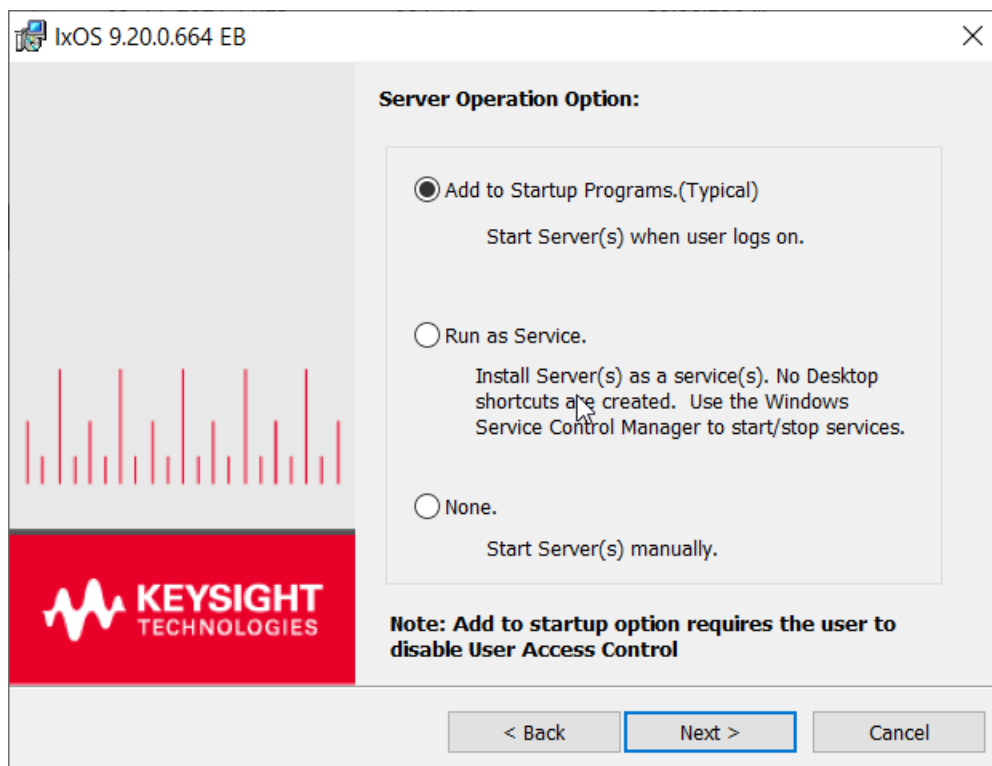 IxOS 9.20.0.664 EB
Server Operation Option:
Add to Startup Programs.(Typical)
Start Server(s) when user logs on.
Run as Service.
Install Server(s) as a service(s). No Desktop
shortcuts are created.  Use the Windows
Service Control Manager to start/stop services.
None.
Start Server(s) manually.
KEYSIGHT
TECHNOLOGIES
Note: Add to startup option requires the user to
disable User Access Control
< Back
Next >
Cancel